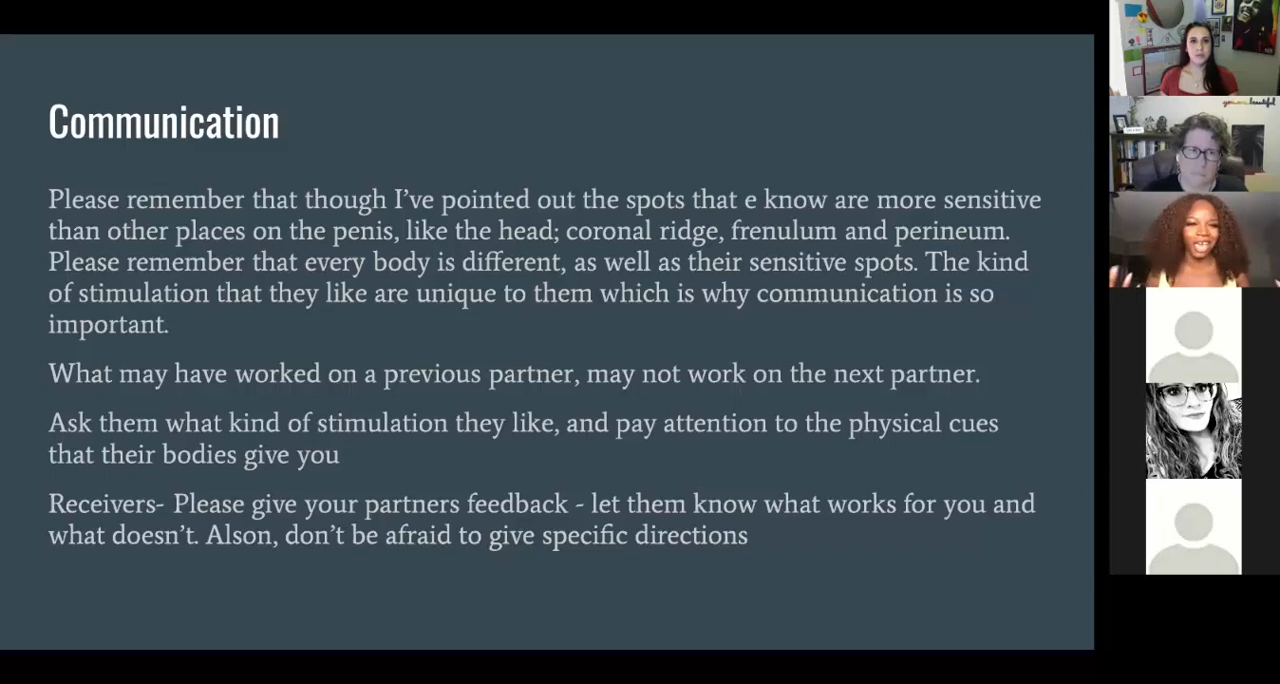 Communication
Please remember that though I've pointed out the spots that e know are more sensitive
than other places on the penis, like the head; coronal ridge, frenulum and perineum.
Please remember that every body is different, as well as their sensitive spots. The kind
of stimulation that they like are unique to them which is why communication is so
important.
What may have worked on a previous partner, may not work on the next partner.
Ask them what kind of stimulation they like, and pay attention to the physical cues
that their bodies give you
Receivers- Please give your partners feedback - let them know what works for you and
what doesn't. Alson, don't be afraid to give specific directions